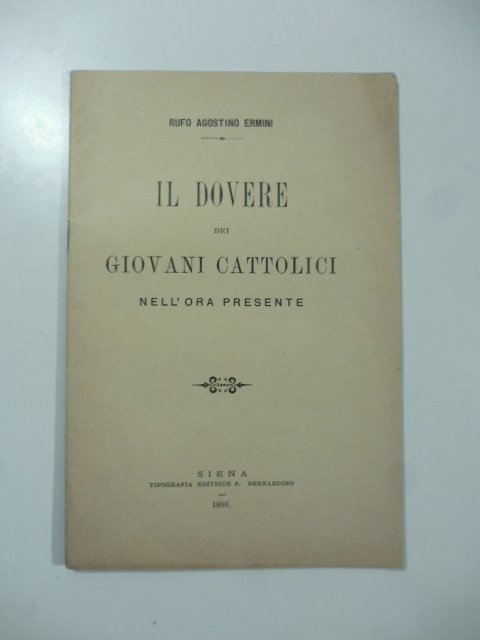 RUFO AGOSTINO ERMINI
IL DOVERE
DEI
GIOVANI CATTOLICI
NELL'ORA PRESENTE
SIENA
TIPOGRAFIA EDITRICE S. BERNARDINO
1898.